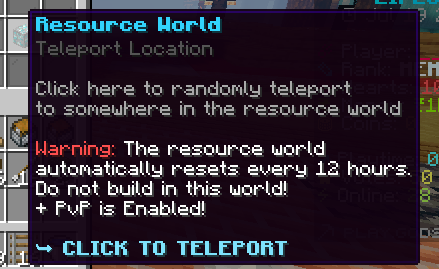 Resource World
Teleport Location
Click here to randomly teleport
to somewhere in the resource world
Warning: The resource world
automatically resets every 12 hours.
Do not build in this world!
+ PvP is Enabled!
↪ CLICK TO TELEPORT